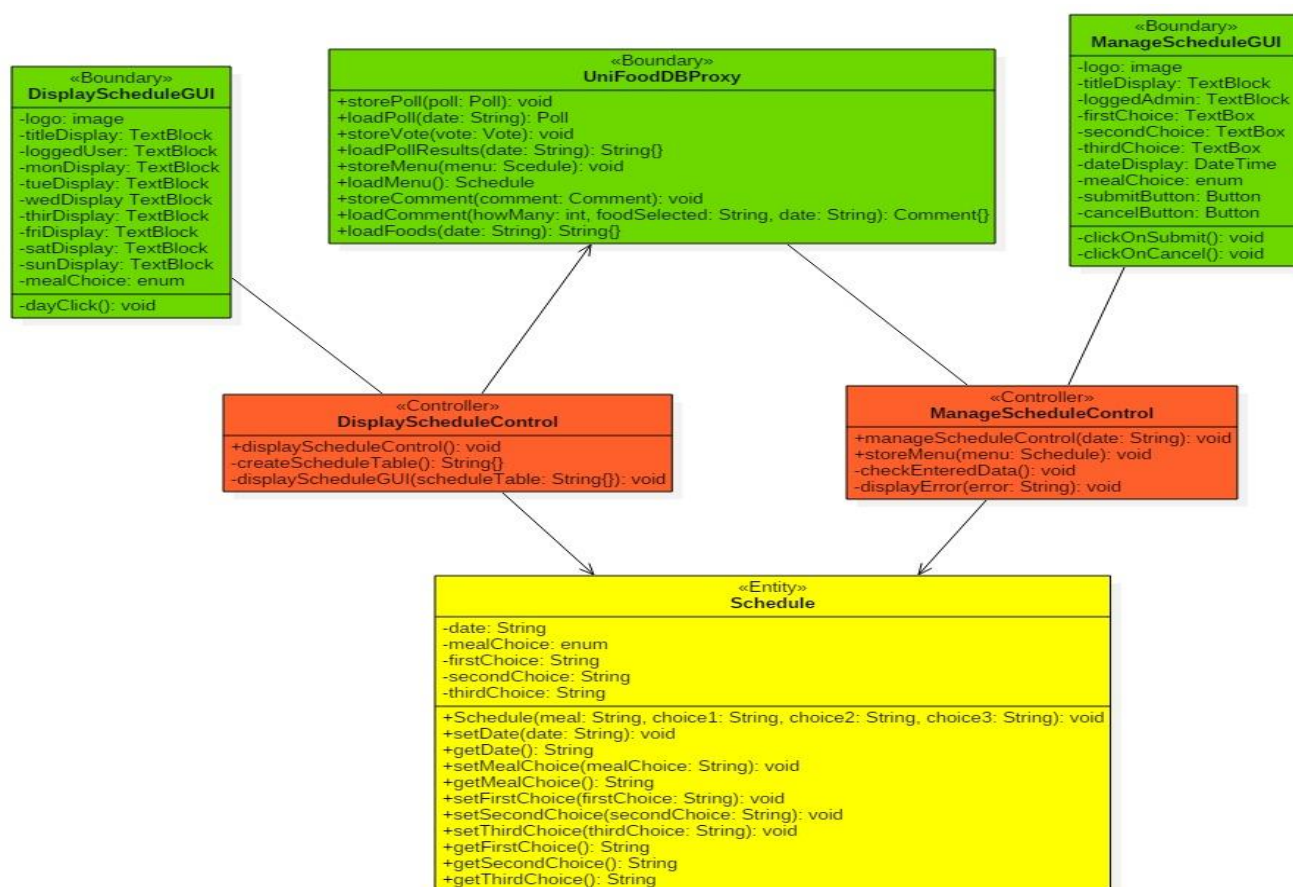 «Boundary»
DisplayScheduleGUI
-logo: image
-titleDisplay: TextBlock
-loggedUser: TextBlock
-monDisplay: TextBlock
-tueDisplay: TextBlock
-wedDisplay TextBlock
-thirDisplay: TextBlock
-friDisplay: TextBlock
-satDisplay: TextBlock
-sunDisplay: TextBlock
-mealChoice: enum
-dayClick(): void
«Boundary»
UniFoodDBProxy
+storePoll(poll: Poll): void
+loadPoll(date: String): Poll
+storeVote(vote: Vote): void
+loadPollResults(date: String): String{}
+storeMenu(menu: Scedule): void
+loadMenu(): Schedule
+storeComment(comment: Comment): void
+loadComment(howMany: int, foodSelected: String, date: String): Comment{}
+loadFoods(date: String): String{}
«Boundary»
ManageScheduleGUI
-logo: image
-titleDisplay: TextBlock
-loggedAdmin: TextBlock
-firstChoice: TextBox
-secondChoice: TextBox
-thirdChoice: TextBox
-dateDisplay: DateTime
-mealChoice: enum
-submitButton: Button
-cancelButton: Button
-clickOnSubmit(): void
-clickOnCancel(): void
«Controller»
DisplayScheduleControl
+displayScheduleControl(): void
-createScheduleTable(): String{}
-displayScheduleGUI(scheduleTable: String{}): void
«Controller»
ManageScheduleControl
+manageScheduleControl(date: String): void
+storeMenu(menu: Schedule): void
-checkEnteredData(): void
-displayError(error: String): void
«Entity»
Schedule
-date: String
-mealChoice: enum
-firstChoice: String
-secondChoice: String
-thirdChoice: String
+Schedule(meal: String, choice1: String, choice2: String, choice3: String): void
+setDate(date: String): void
+getDate(): String
+setMealChoice(mealChoice: String): void
+getMealChoice(): String
+setFirstChoice(firstChoice: String): void
+setSecondChoice(secondChoice: String): void
+setThirdChoice(thirdChoice: String): void
+getFirstChoice(): String
+getSecondChoice(): String
+getThirdChoice(): String